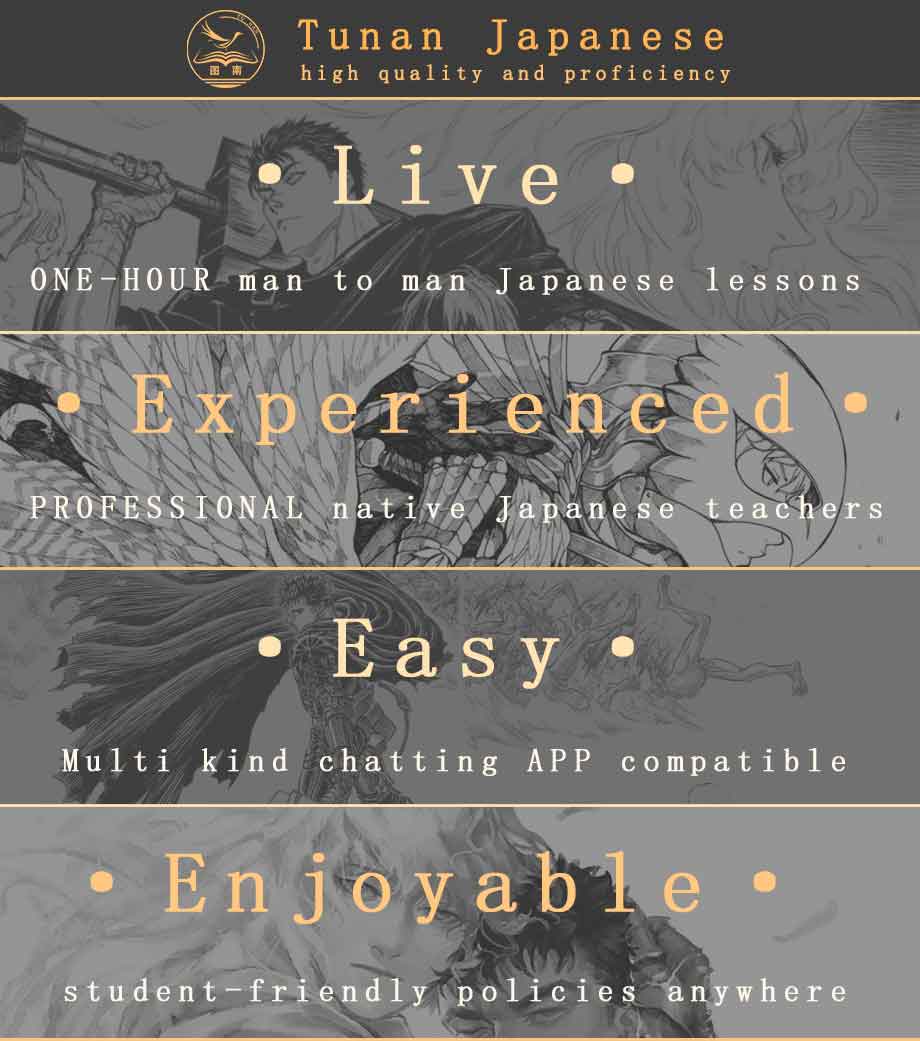 Tunan Japanese
high quality and proficiency
图 南
• Live •
ONE-HOUR man to man Japanese lessons
• Experienced •
PROFESSIONAL native Japanese teachers
• Easy •
Multi kind chatting APP compatible
• Enjoyable •
student-friendly policies anywhere